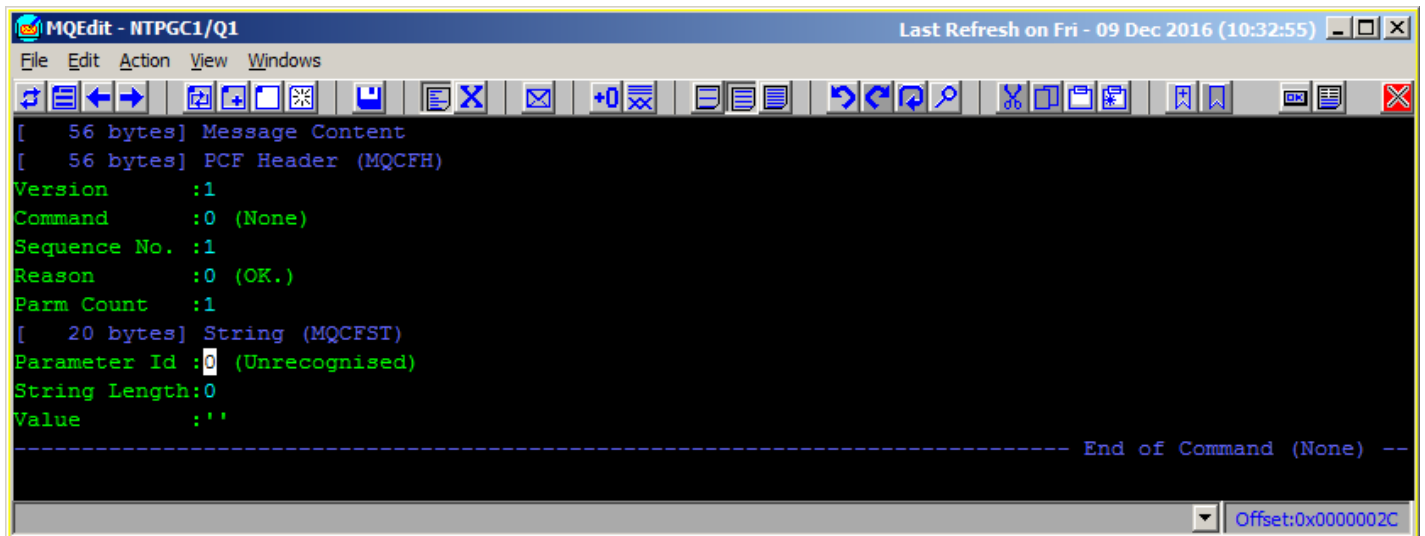 MQEdit - NTPGC1/Q1 Last Refresh on Fri - 09 Dec 2016 (10:32:55)
File Edit Action View Windows
+0
[   56 bytes] Message Content
[   56 bytes] PCF Header (MQCFH)
Version      :1
Command      :0 (None)
Sequence No. :1
Reason       :0 (OK.)
Parm Count   :1
[   20 bytes] String (MQCFST)
Parameter Id :0 (Unrecognised)
String Length:0
Value        :''
---------------------------------------------------------------- End of Command (None) --
Offset:0x0000002C